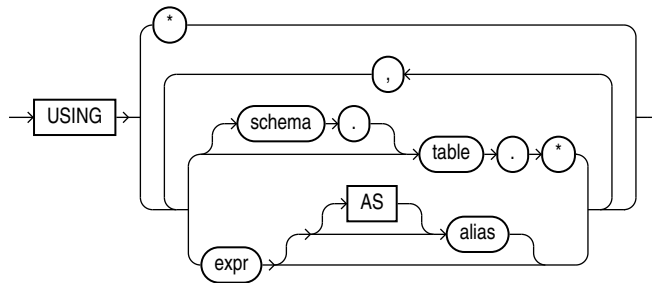 *
,
USING
schema .
table . *
AS
alias
expr